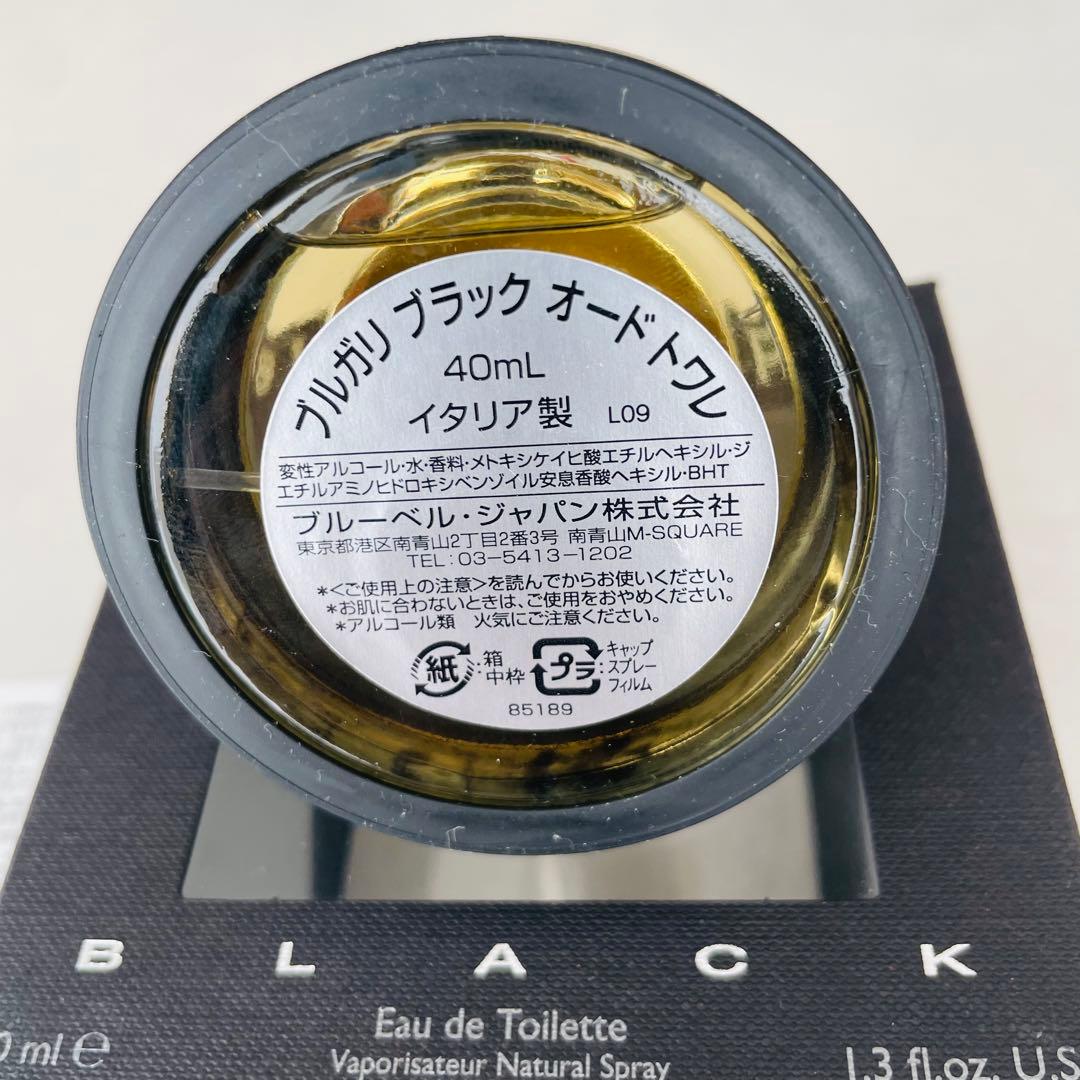 ブルガリ ブラック オードトワレ
40mL
イタリア製 L09
変性アルコール・水・香料・メトキシケイヒ酸エチルヘキシル・ジ
エチルアミノヒドロキシベンゾイル安息香酸ヘキシル・BHT
ブルーベル・ジャパン株式会社
東京都港区南青山2丁目2番3号 南青山M-SQUARE
TEL:03-5413-1202
*<ご使用上の注意>を読んでからお使いください。
*お肌に合わないときは、ご使用をおやめください。
*アルコール類 火気にご注意ください。
紙 :箱
中枠
プラ :キャップ
スプレー
フィルム
85189
BLACK
Eau de Toilette
Vaporisateur Natural Spray
0 ml ℮
1.3 fl.oz. U.S